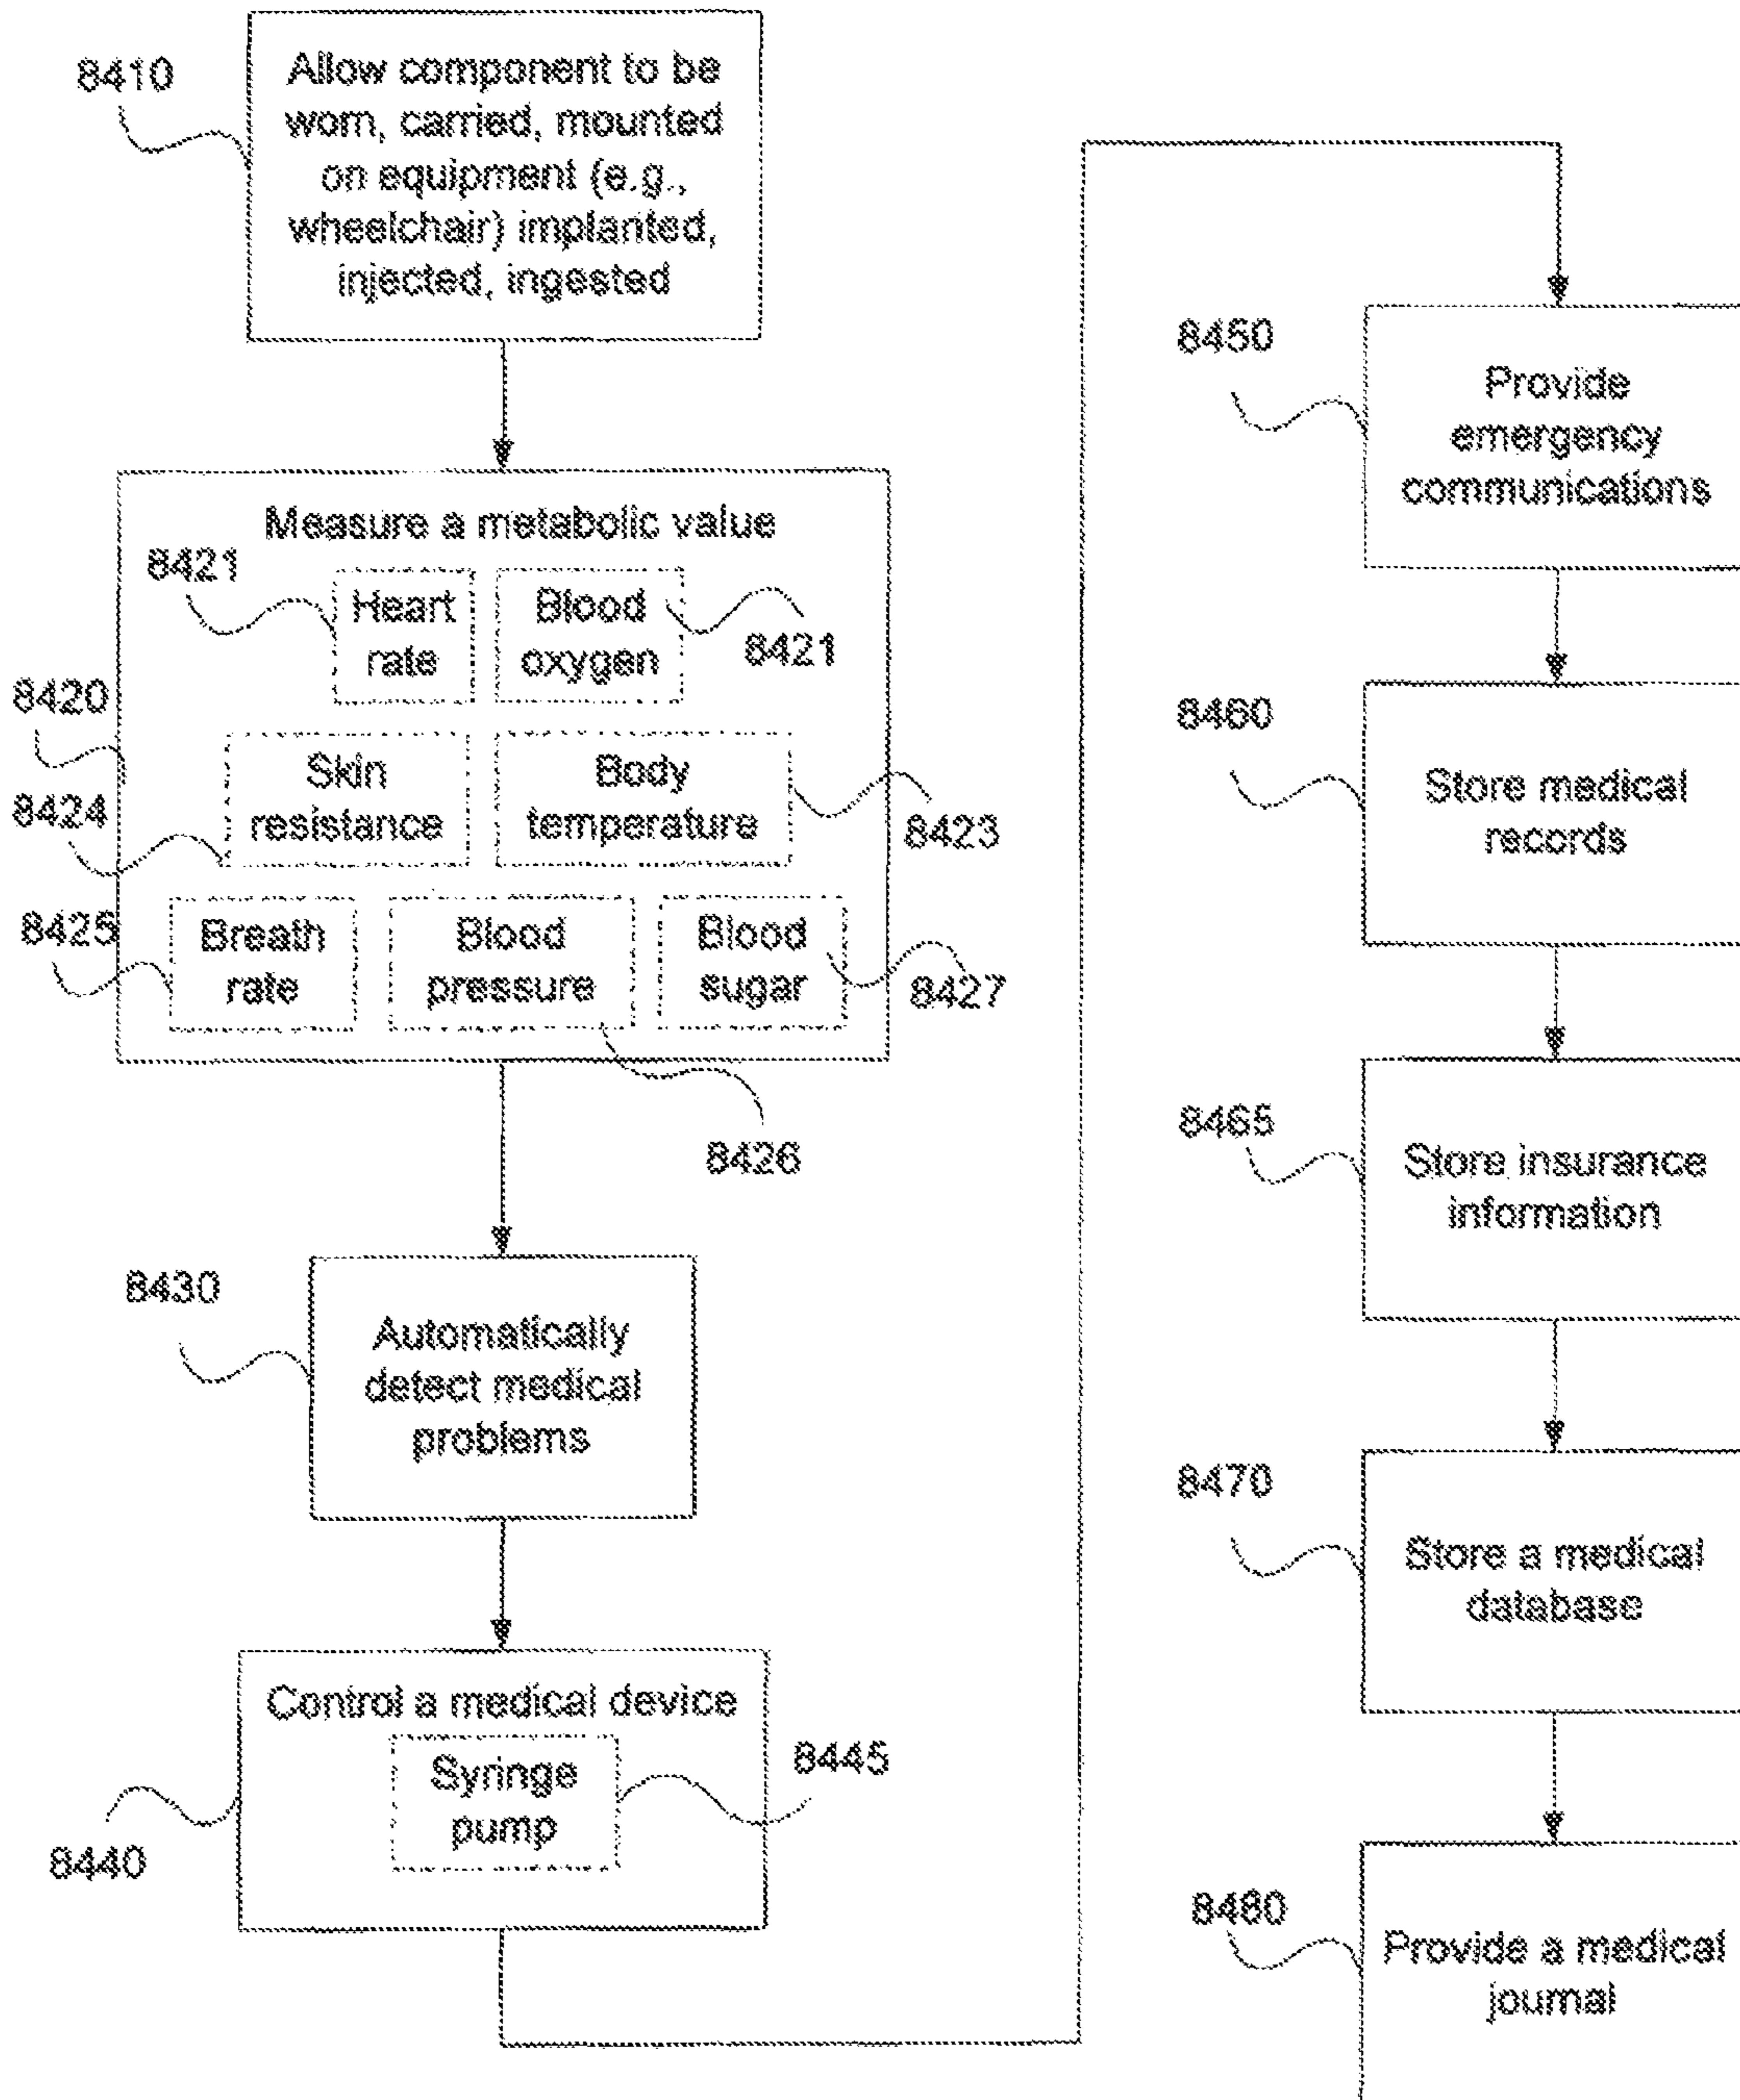 8410
Allow component to be
worn, carried, mounted
on equipment (e.g.,
wheelchair) implanted,
injected, ingested
8420
Measure a metabolic value
8421
Heart
rate
Blood
oxygen
8421
8424
Skin
resistance
Body
temperature
8423
8425
Breath
rate
Blood
pressure
8426
Blood
sugar
8427
8430
Automatically
detect medical
problems
8440
Control a medical device
Syringe
pump
8445
8450
Provide
emergency
communications
8460
Store medical
records
8465
Store insurance
information
8470
Store a medical
database
8480
Provide a medical
journal